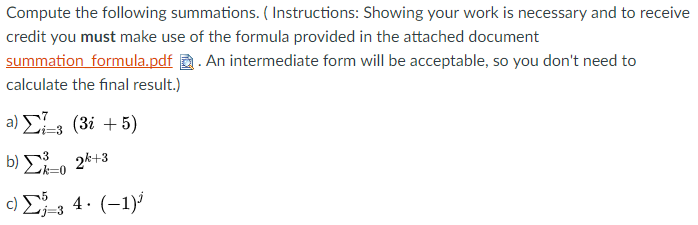 Compute the following summations. ( Instructions: Showing your work is necessary and to receive
credit you must make use of the formula provided in the attached document
summation_formula.pdf . An intermediate form will be acceptable, so you don't need to
calculate the final result.)
a) ∑_{i=3}^{7} (3i + 5)
b) ∑_{k=0}^{3} 2^{k+3}
c) ∑_{j=3}^{5} 4 · (−1)^{j}